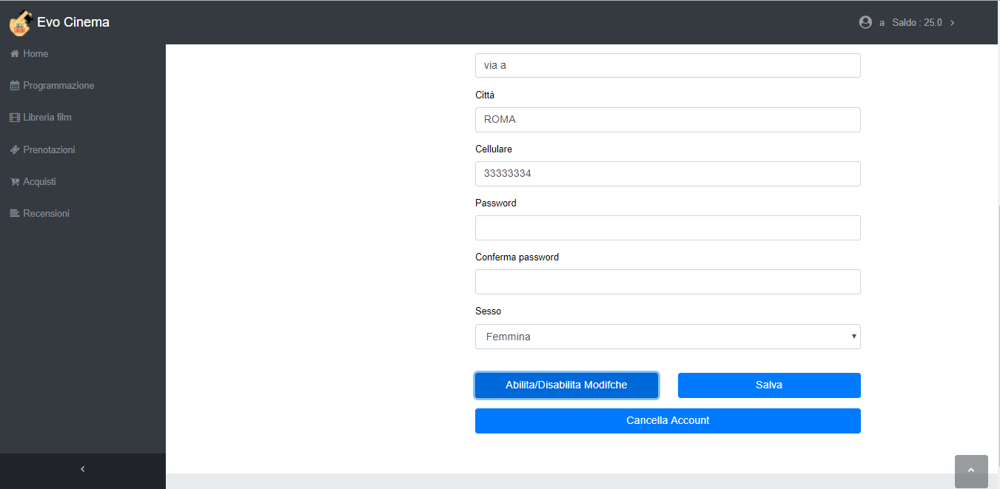 Evo Cinema
a Saldo : 25.0
Home
Programmazione
Libreria film
Prenotazioni
Acquisti
Recensioni
via a
Città
ROMA
Cellulare
33333334
Password
Conferma password
Sesso
Femmina
Abilita/Disabilita Modifche
Salva
Cancella Account